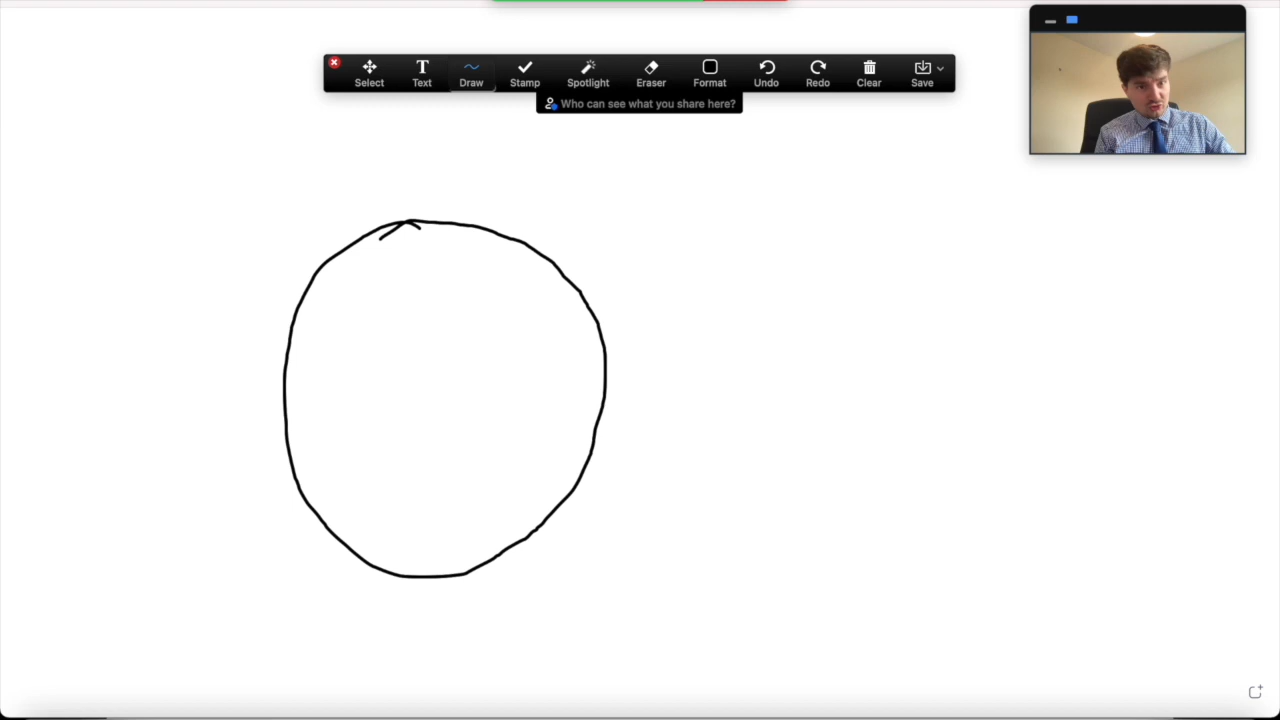 Select Text Draw Stamp Spotlight Eraser Format Undo Redo Clear Save
Who can see what you share here?